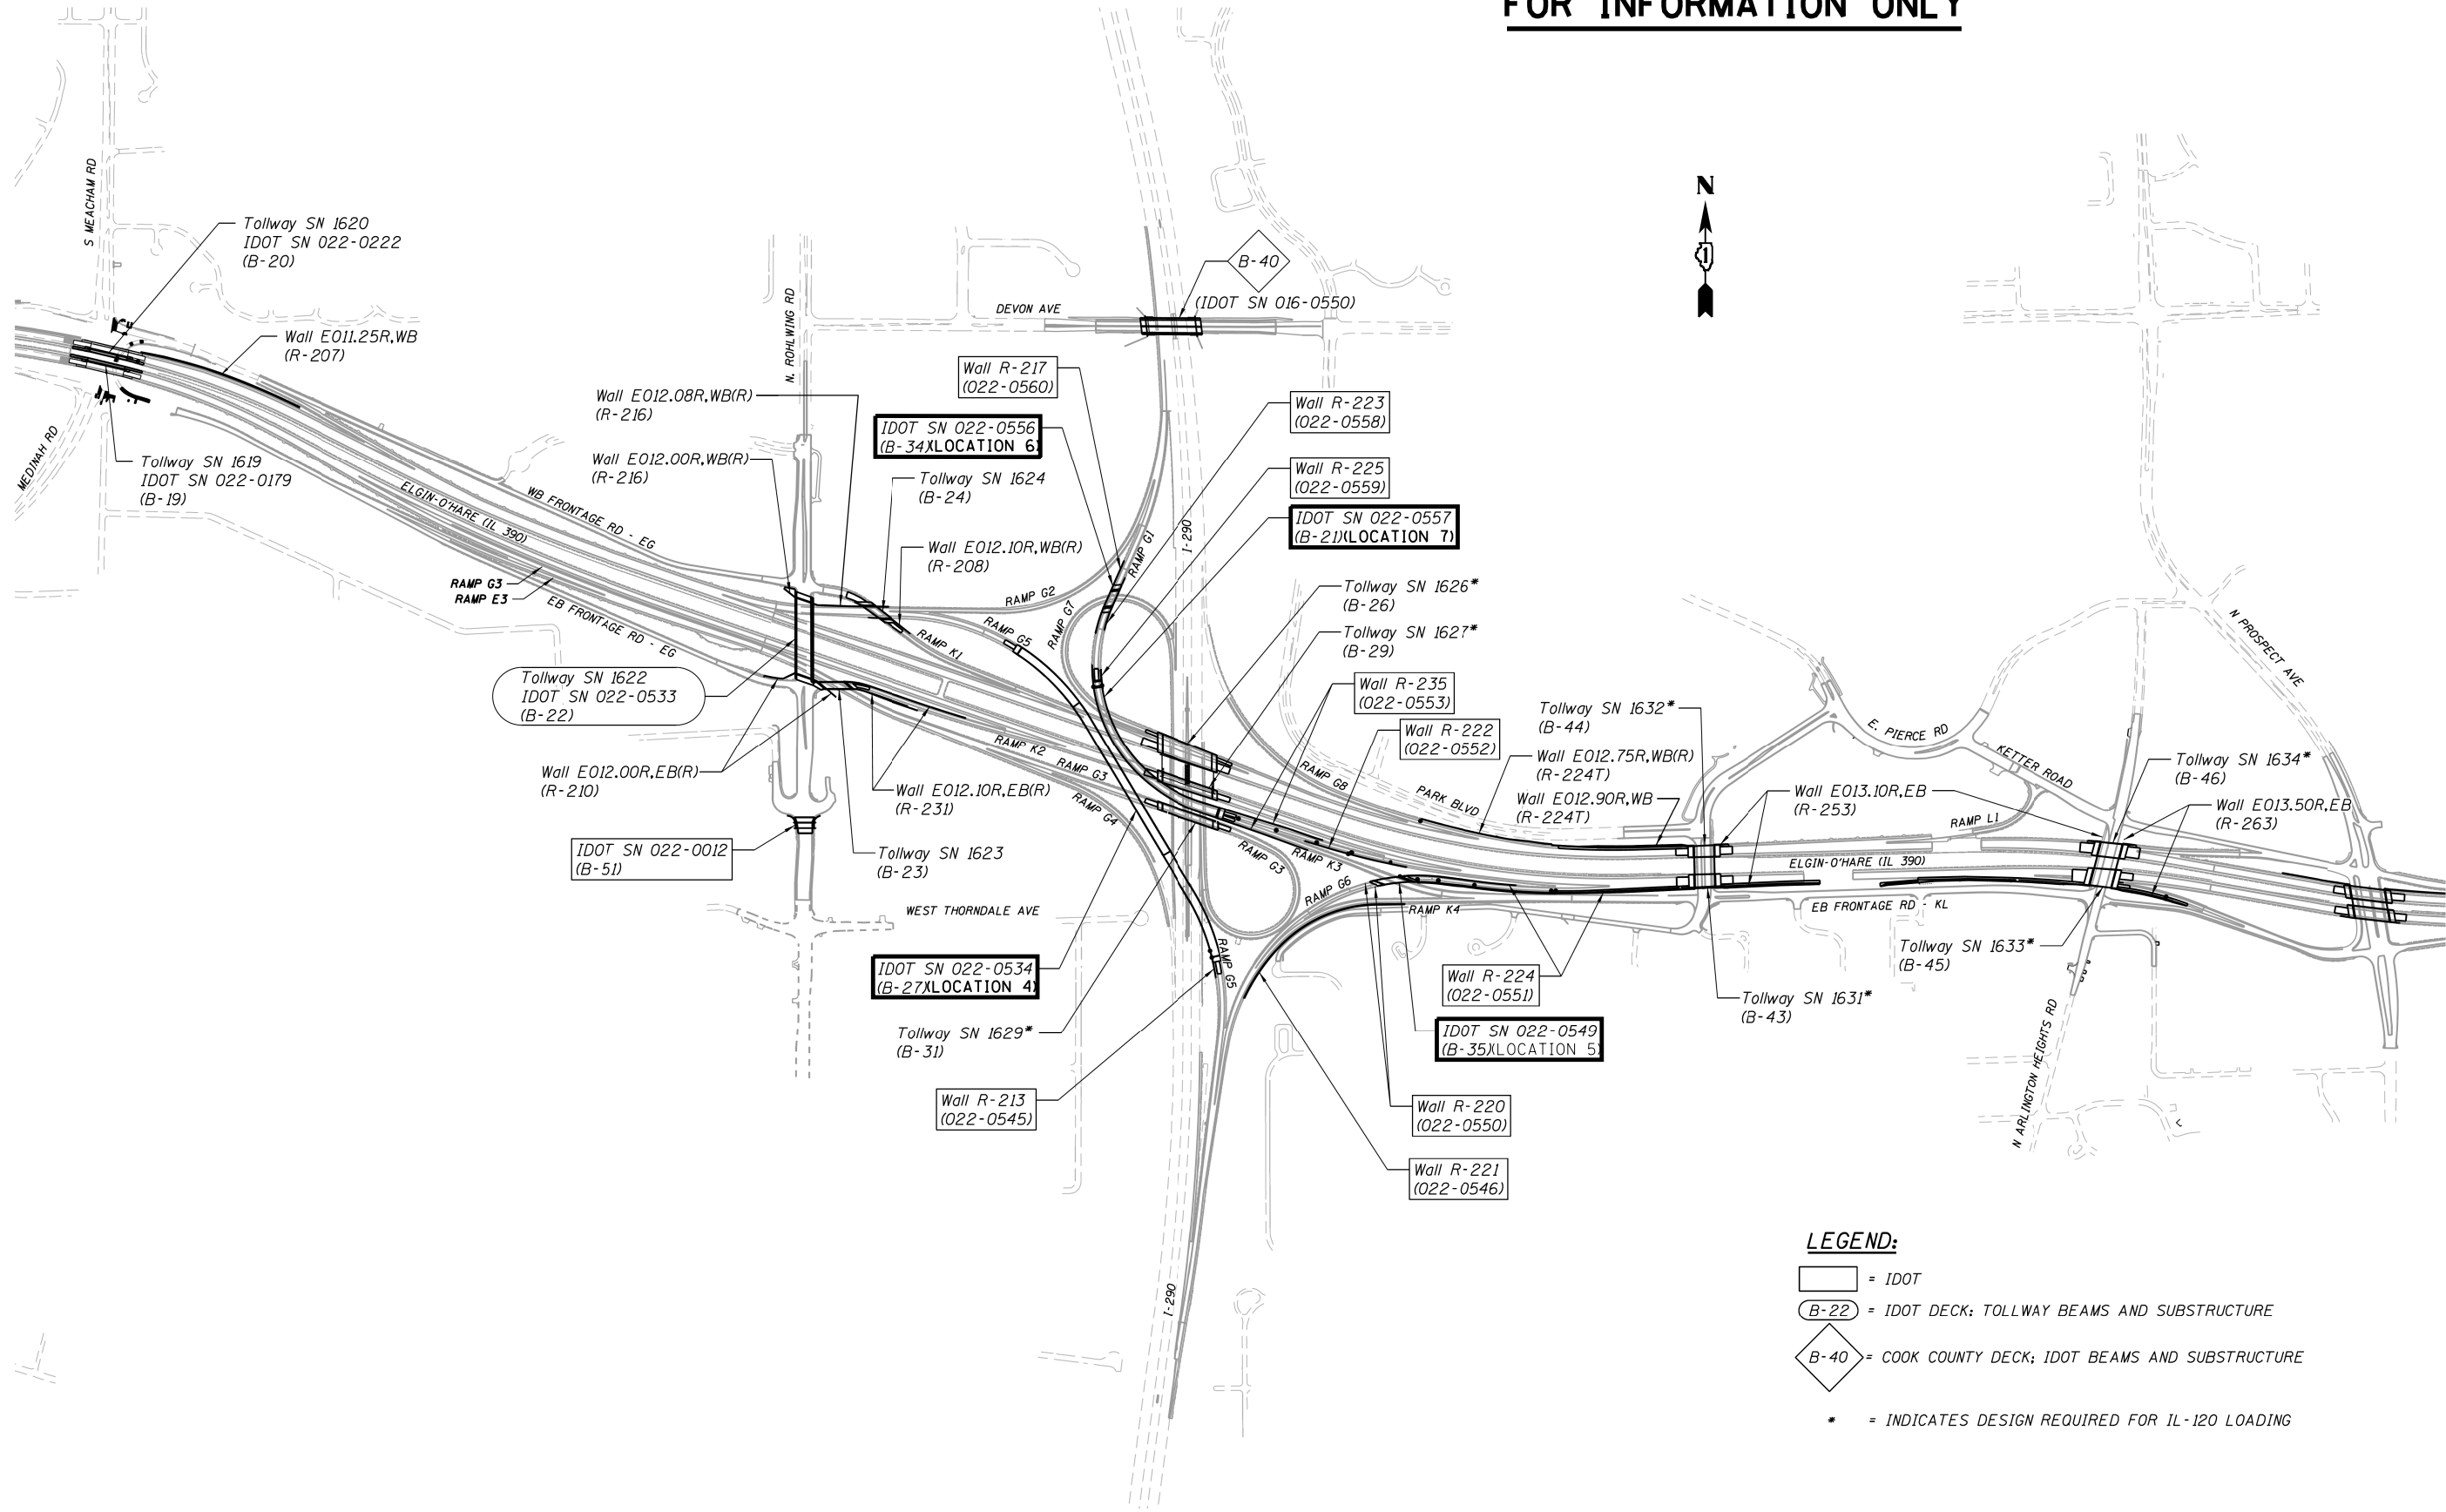 FOR INFORMATION ONLY
S MEACHAM RD
Tollway SN 1620
IDOT SN 022-0222
(B-20)
Wall E011.25R,WB
(R-207)
MEDINAH RD
Tollway SN 1619
IDOT SN 022-0179
(B-19)
N. ROHLWING RD
DEVON AVE
B-40
(IDOT SN 016-0550)
N
1
Wall R-217
(022-0560)
Wall E012.08R,WB(R)
(R-216)
IDOT SN 022-0556
(B-34)(LOCATION 6)
Wall R-223
(022-0558)
Wall E012.00R,WB(R)
(R-216)
Tollway SN 1624
(B-24)
Wall R-225
(022-0559)
IDOT SN 022-0557
(B-21)(LOCATION 7)
ELGIN-O'HARE (IL 390)
WB FRONTAGE RD - EG
Wall E012.10R,WB(R)
(R-208)
I-290
RAMP G1
RAMP G3
RAMP E3
EB FRONTAGE RD - EG
RAMP G2
RAMP G7
RAMP G5
RAMP K1
Tollway SN 1626*
(B-26)
Tollway SN 1627*
(B-29)
Tollway SN 1622
IDOT SN 022-0533
(B-22)
Wall R-235
(022-0553)
Wall R-222
(022-0552)
Tollway SN 1632*
(B-44)
Wall E012.75R,WB(R)
(R-224T)
Wall E012.90R,WB
(R-224T)
N PROSPECT AVE
E. PIERCE RD
KETTER ROAD
Tollway SN 1634*
(B-46)
Wall E013.10R,EB
(R-253)
Wall E013.50R,EB
(R-263)
RAMP K2
RAMP G3
RAMP G4
RAMP G8
PARK BLVD
RAMP L1
Wall E012.00R,EB(R)
(R-210)
Wall E012.10R,EB(R)
(R-231)
IDOT SN 022-0012
(B-51)
Tollway SN 1623
(B-23)
RAMP G3
RAMP K3
RAMP G6
RAMP K4
ELGIN-O'HARE (IL 390)
EB FRONTAGE RD - KL
WEST THORNDALE AVE
RAMP G5
IDOT SN 022-0534
(B-27)(LOCATION 4)
Wall R-224
(022-0551)
Tollway SN 1633*
(B-45)
Tollway SN 1631*
(B-43)
Tollway SN 1629*
(B-31)
IDOT SN 022-0549
(B-35)(LOCATION 5)
N ARLINGTON HEIGHTS RD
Wall R-213
(022-0545)
Wall R-220
(022-0550)
Wall R-221
(022-0546)
I-290
LEGEND:
= IDOT
B-22 = IDOT DECK; TOLLWAY BEAMS AND SUBSTRUCTURE
B-40 = COOK COUNTY DECK; IDOT BEAMS AND SUBSTRUCTURE
* = INDICATES DESIGN REQUIRED FOR IL-120 LOADING